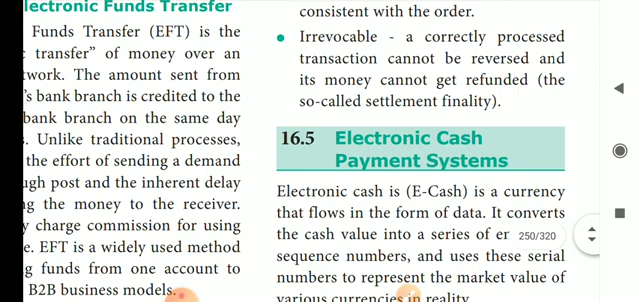 lectronic Funds Transfer
Funds Transfer (EFT) is the
transfer" of money over an
twork. The amount sent from
's bank branch is credited to the
bank branch on the same day
. Unlike traditional processes,
the effort of sending a demand
ugh post and the inherent delay
ng the money to the receiver.
y charge commission for using
e. EFT is a widely used method
g funds from one account to
B2B business models.
consistent with the order.
• Irrevocable - a correctly processed
transaction cannot be reversed and
its money cannot get refunded (the
so-called settlement finality).
16.5 Electronic Cash
Payment Systems
Electronic cash is (E-Cash) is a currency
that flows in the form of data. It converts
the cash value into a series of er
sequence numbers, and uses these serial
numbers to represent the market value of
various currencies in reality.
250/320